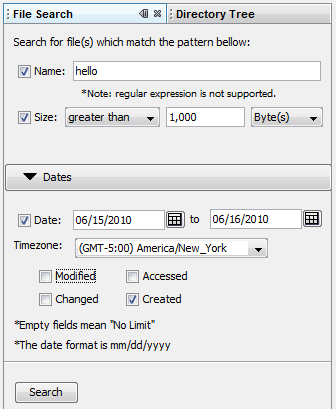 File Search
Directory Tree
Search for file(s) which match the pattern bellow:
Name: hello
*Note: regular expression is not supported.
Size: greater than 1,000 Byte(s)
Dates
Date: 06/15/2010 to 06/16/2010
Timezone: (GMT-5:00) America/New_York
Modified Accessed
Changed Created
*Empty fields mean "No Limit"
*The date format is mm/dd/yyyy
Search